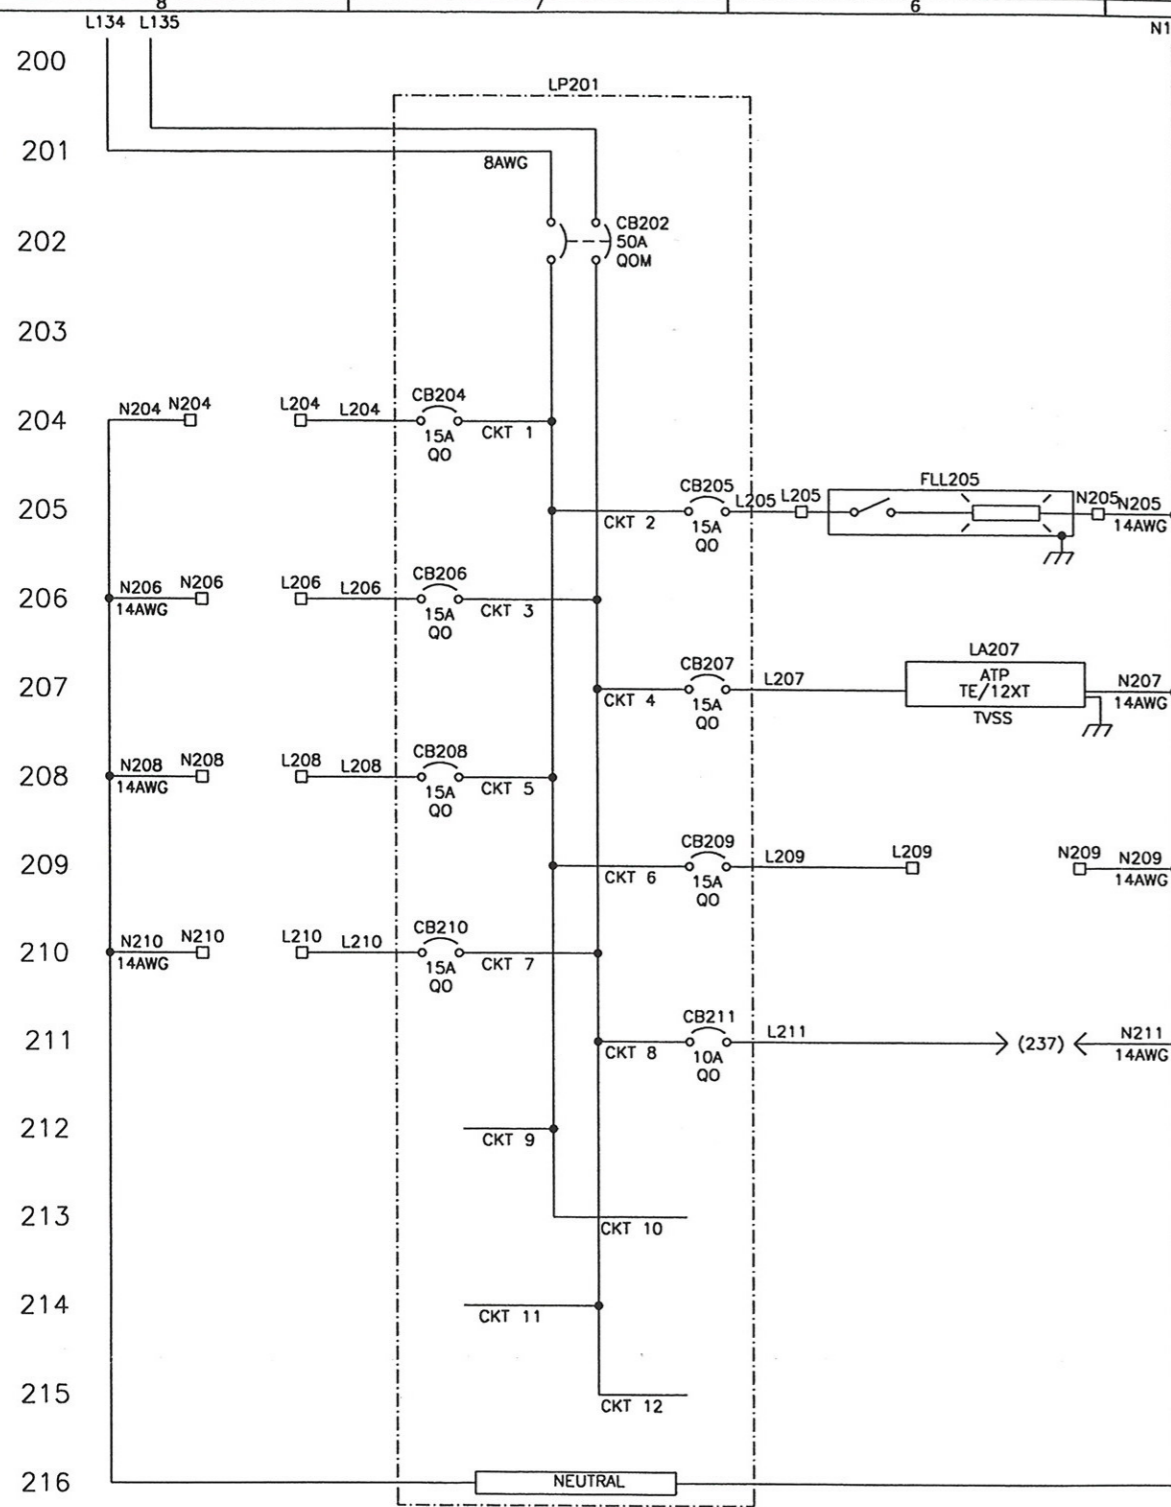 8 7 6
L134 L135 N1
200
LP201
201
8AWG
202
CB202
50A
QOM
203
204
N204 N204 L204 L204 CB204
15A
QO
CKT 1
205
CKT 2 CB205
15A
QO
L205 L205 FLL205 N205 N205
14AWG
206
N206 N206
14AWG
L206 L206 CB206
15A
QO
CKT 3
207
CKT 4 CB207
15A
QO
L207
LA207
ATP
TE/12XT
TVSS
N207
14AWG
208
N208 N208
14AWG
L208 L208 CB208
15A
QO
CKT 5
209
CKT 6 CB209
15A
QO
L209 L209 N209 N209
14AWG
210
N210 N210
14AWG
L210 L210 CB210
15A
QO
CKT 7
211
CKT 8 CB211
10A
QO
L211 (237) N211
14AWG
212
CKT 9
213
CKT 10
214
CKT 11
215
CKT 12
216
NEUTRAL